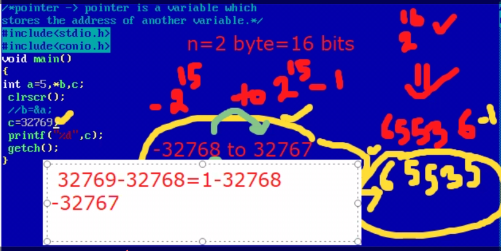 /*pointer -> pointer is a variable which
stores the address of another variable.*/
#include<stdio.h>
#include<conio.h>
void main()
{
int a=5,*b,c;
clrscr();
//b=&a;
c=32769;
printf("%d",c);
getch();
}
n=2 byte=16 bits
-2^15 to 2^15-1
-32768 to 32767
2^16
65536-1
65535
32769-32768=1-32768
-32767